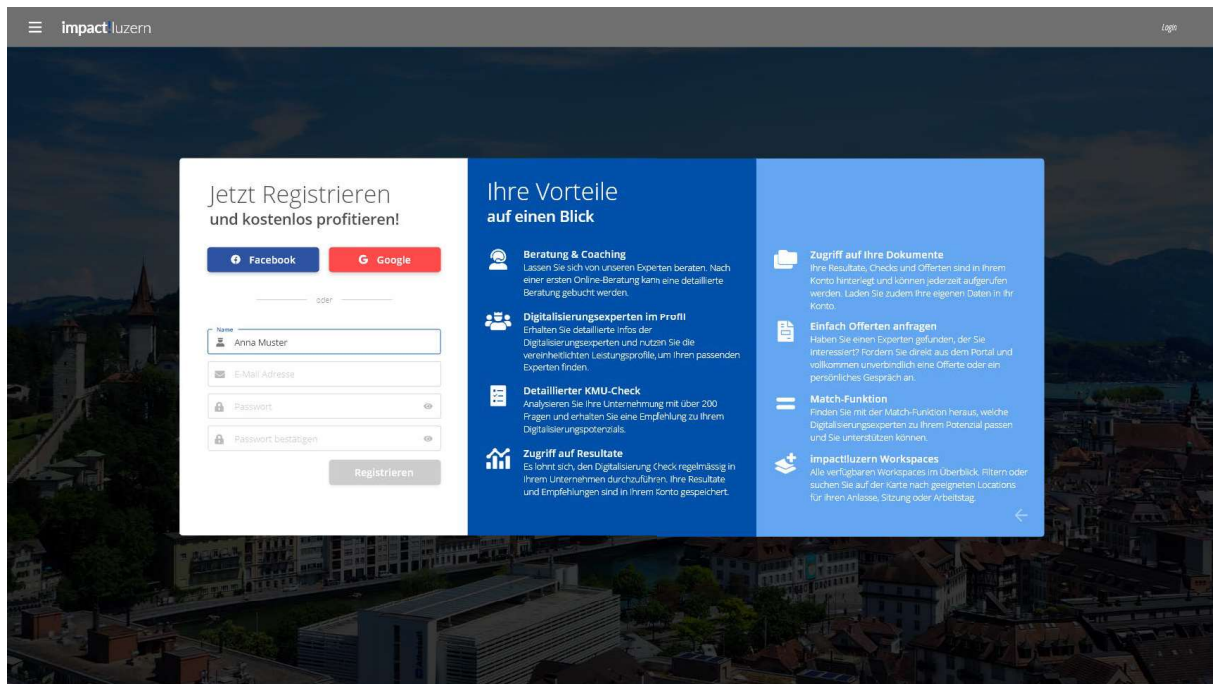 impact!luzern
Login
Jetzt Registrieren
und kostenlos profitieren!
Facebook
G Google
oder
Name
Anna Muster
E-Mail Adresse
Passwort
Passwort bestätigen
Registrieren
Ihre Vorteile
auf einen Blick
Beratung & Coaching
Lassen Sie sich von unseren Experten beraten. Nach
einer ersten Online-Beratung kann eine detaillierte
Beratung gebucht werden.
Digitalisierungsexperten im Profil
Erhalten Sie detaillierte Infos der
Digitalisierungsexperten und nutzen Sie die
vereinheitlichten Leistungsprofile, um Ihren passenden
Experten finden.
Detaillierter KMU-Check
Analysieren Sie Ihre Unternehmung mit über 200
Fragen und erhalten Sie eine Empfehlung zu Ihrem
Digitalisierungspotenzials.
Zugriff auf Resultate
Es lohnt sich, den Digitalisierung Check regelmässig in
Ihrem Unternehmen durchzuführen. Ihre Resultate
und Empfehlungen sind in Ihrem Konto gespeichert.
Zugriff auf Ihre Dokumente
Ihre Resultate, Checks und Offerten sind in Ihrem
Konto hinterlegt und können jederzeit aufgerufen
werden. Laden Sie zudem Ihre eigenen Daten in Ihr
Konto.
Einfach Offerten anfragen
Haben Sie einen Experten gefunden, der Sie
interessiert? Fordern Sie direkt aus dem Portal und
vollkommen unverbindlich eine Offerte oder ein
persönliches Gespräch an.
Match-Funktion
Finden Sie mit der Match-Funktion heraus, welche
Digitalisierungsexperten zu Ihrem Potenzial passen
und Sie unterstützen können.
impact!luzern Workspaces
Alle verfügbaren Workspaces im Überblick. Filtern oder
suchen Sie auf der Karte nach geeigneten Locations
für ihren Anlasse, Sitzung oder Arbeitstag.